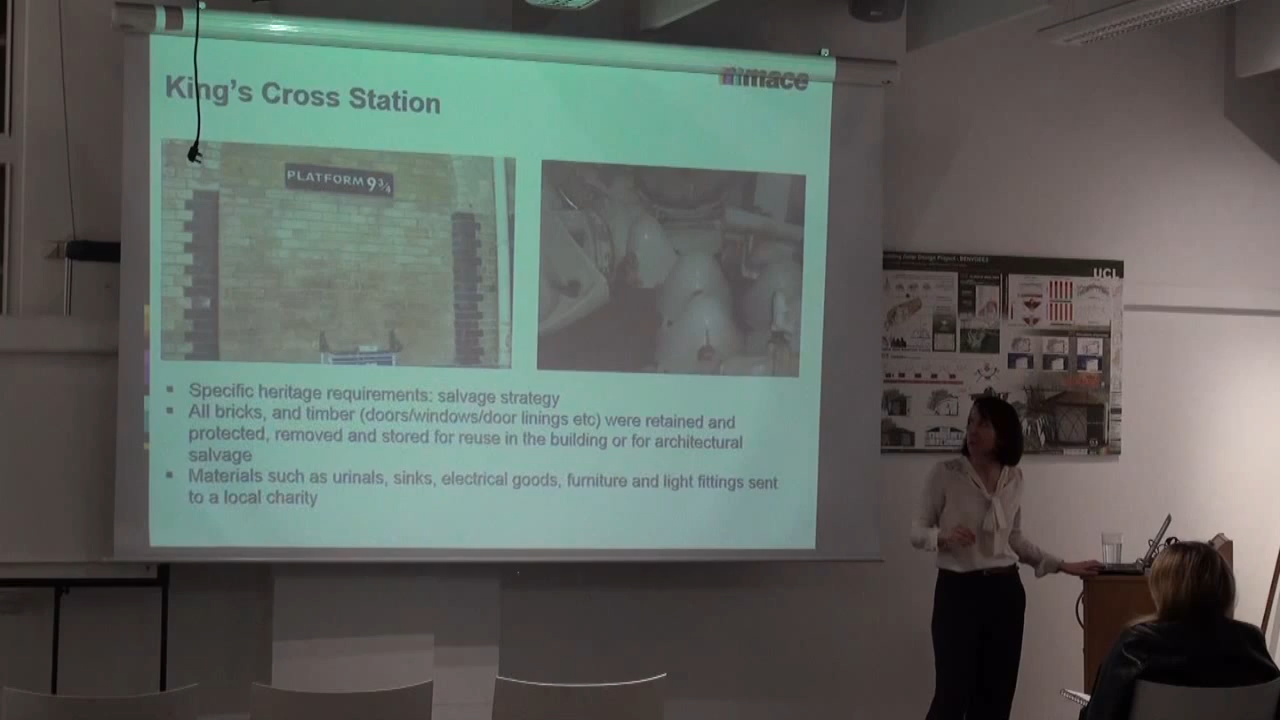 mace
King's Cross Station
PLATFORM 9¾
▪ Specific heritage requirements: salvage strategy
▪ All bricks, and timber (doors/windows/door linings etc) were retained and
protected, removed and stored for reuse in the building or for architectural
salvage
▪ Materials such as urinals, sinks, electrical goods, furniture and light fittings sent
to a local charity
UCL